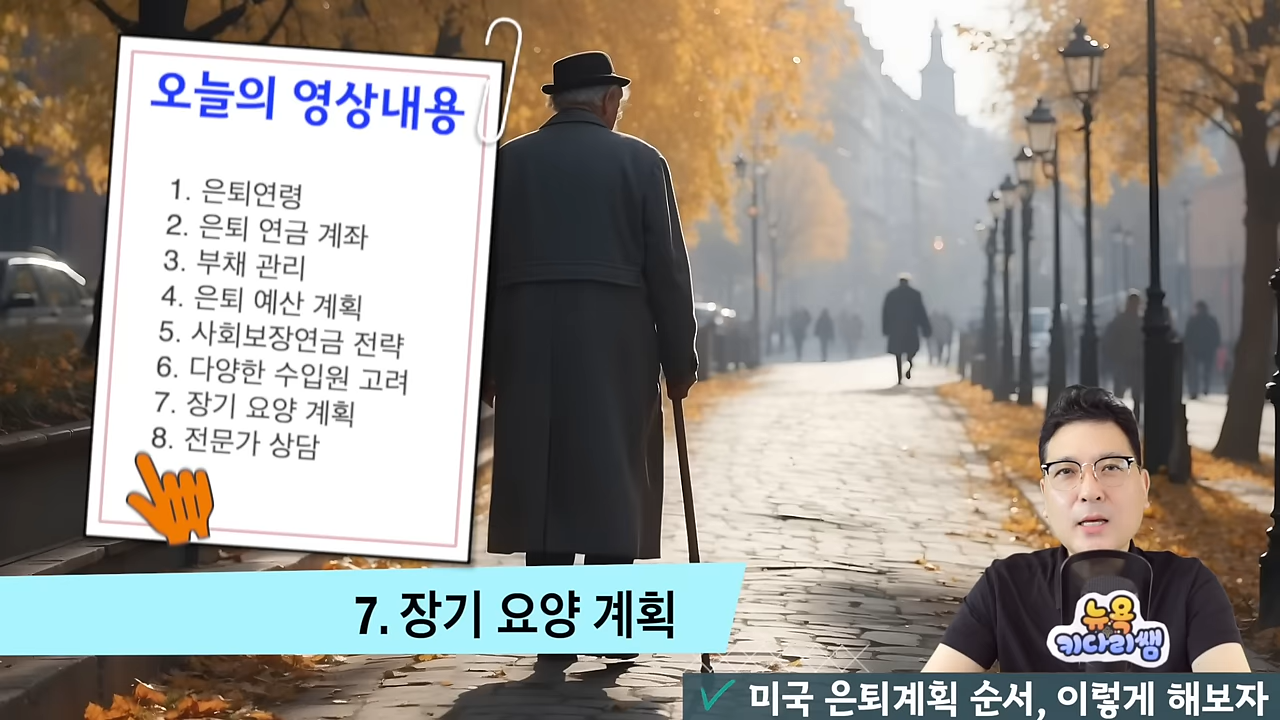 오늘의 영상내용
1. 은퇴연령
2. 은퇴 연금 계좌
3. 부채 관리
4. 은퇴 예산 계획
5. 사회보장연금 전략
6. 다양한 수입원 고려
7. 장기 요양 계획
8. 전문가 상담
7. 장기 요양 계획
뉴욕
키다리쌤
미국 은퇴계획 순서, 이렇게 해보자